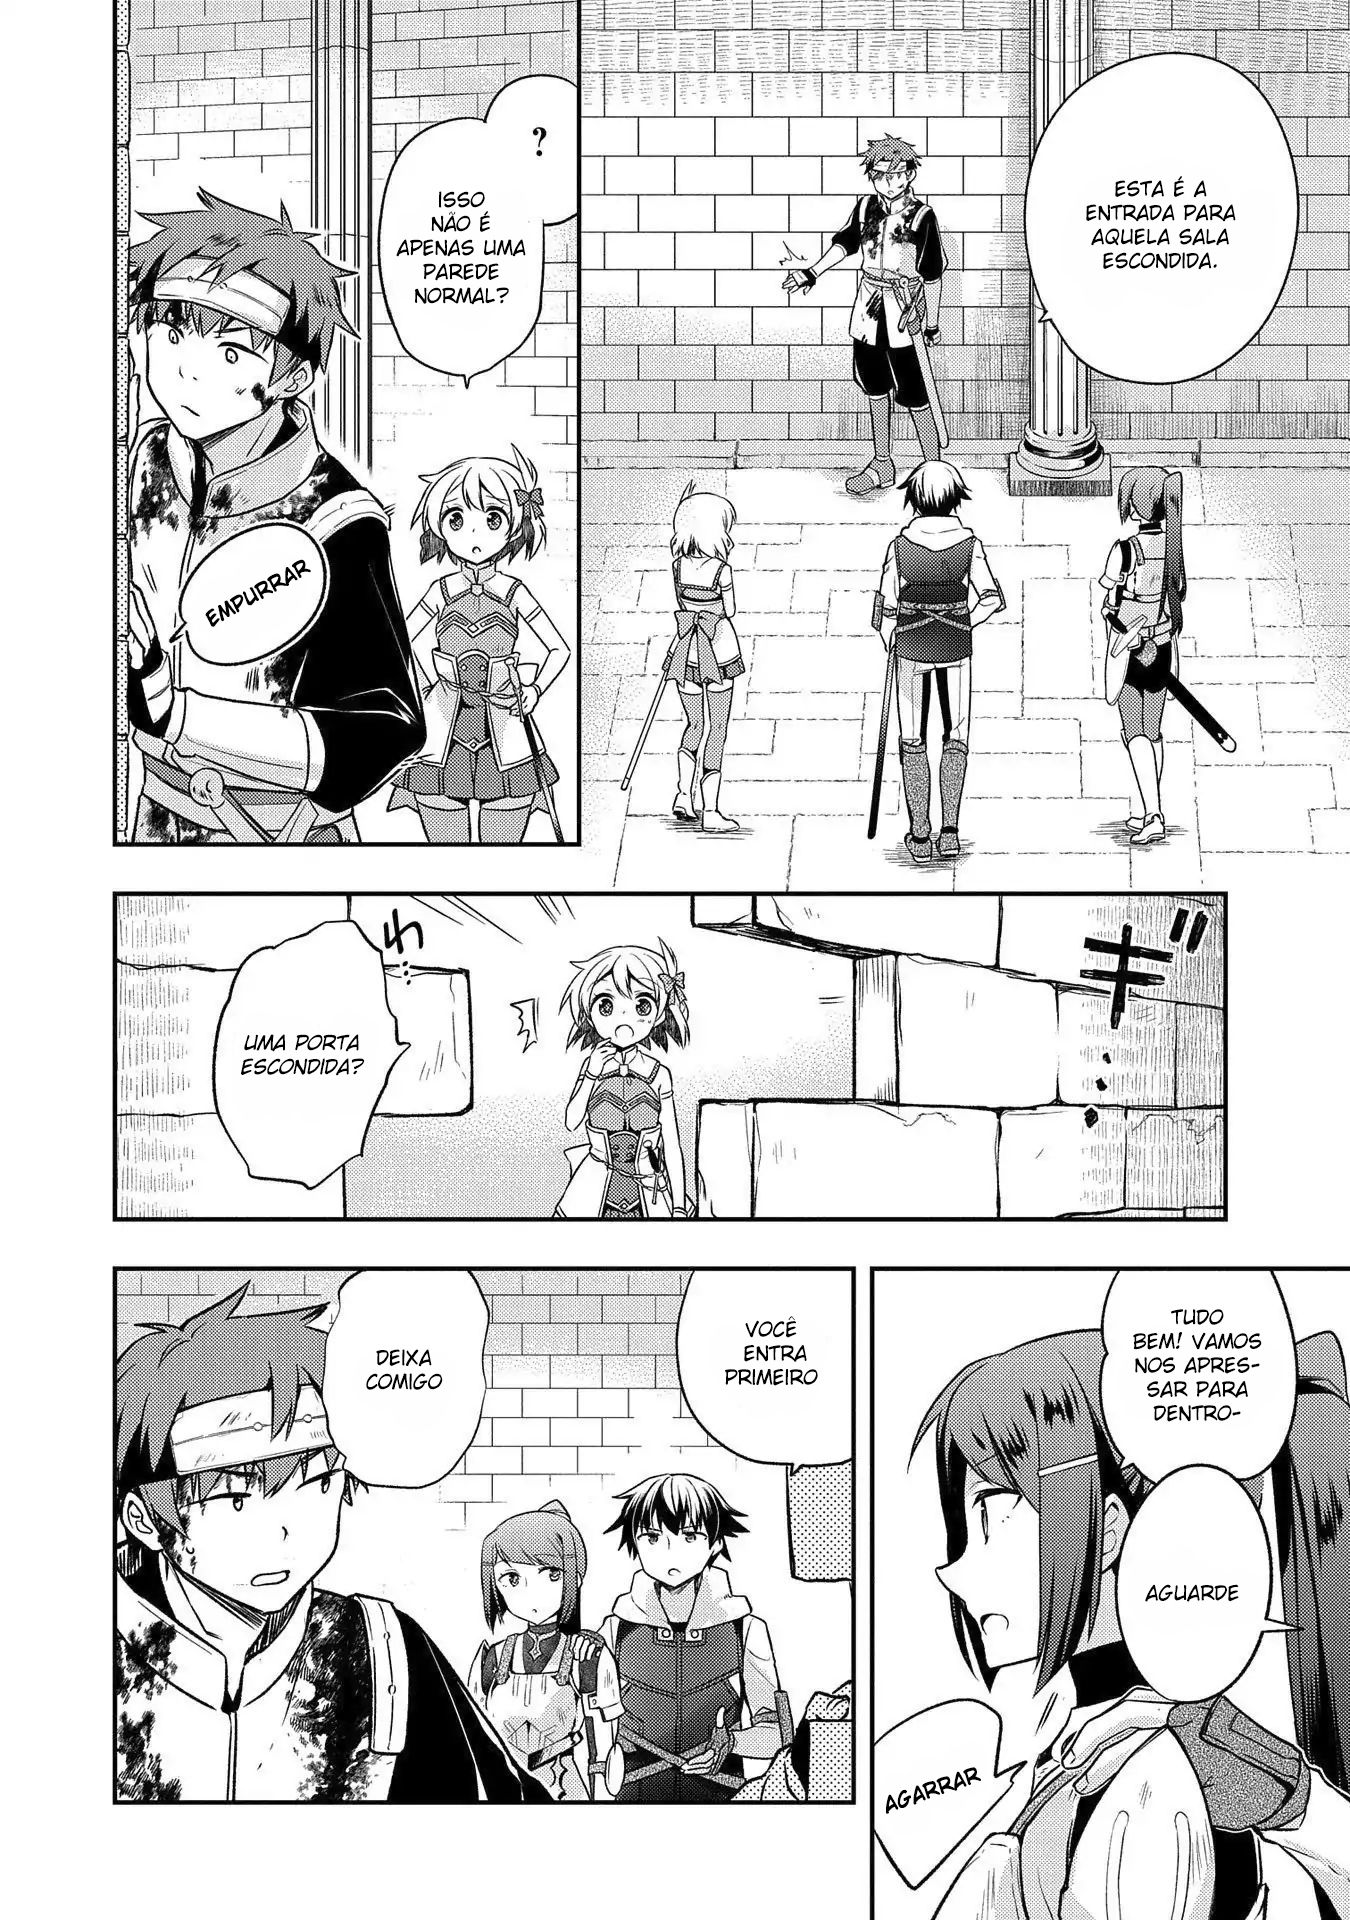 ESTA É A
ENTRADA PARA
AQUELA SALA
ESCONDIDA.
?
ISSO
NÃO É
APENAS UMA
PAREDE
NORMAL?
EMPURRAR
UMA PORTA
ESCONDIDA?
TUDO
BEM! VAMOS
NOS APRES-
SAR PARA
DENTRO-
AGUARDE
AGARRAR
VOCÊ
ENTRA
PRIMEIRO
DEIXA
COMIGO